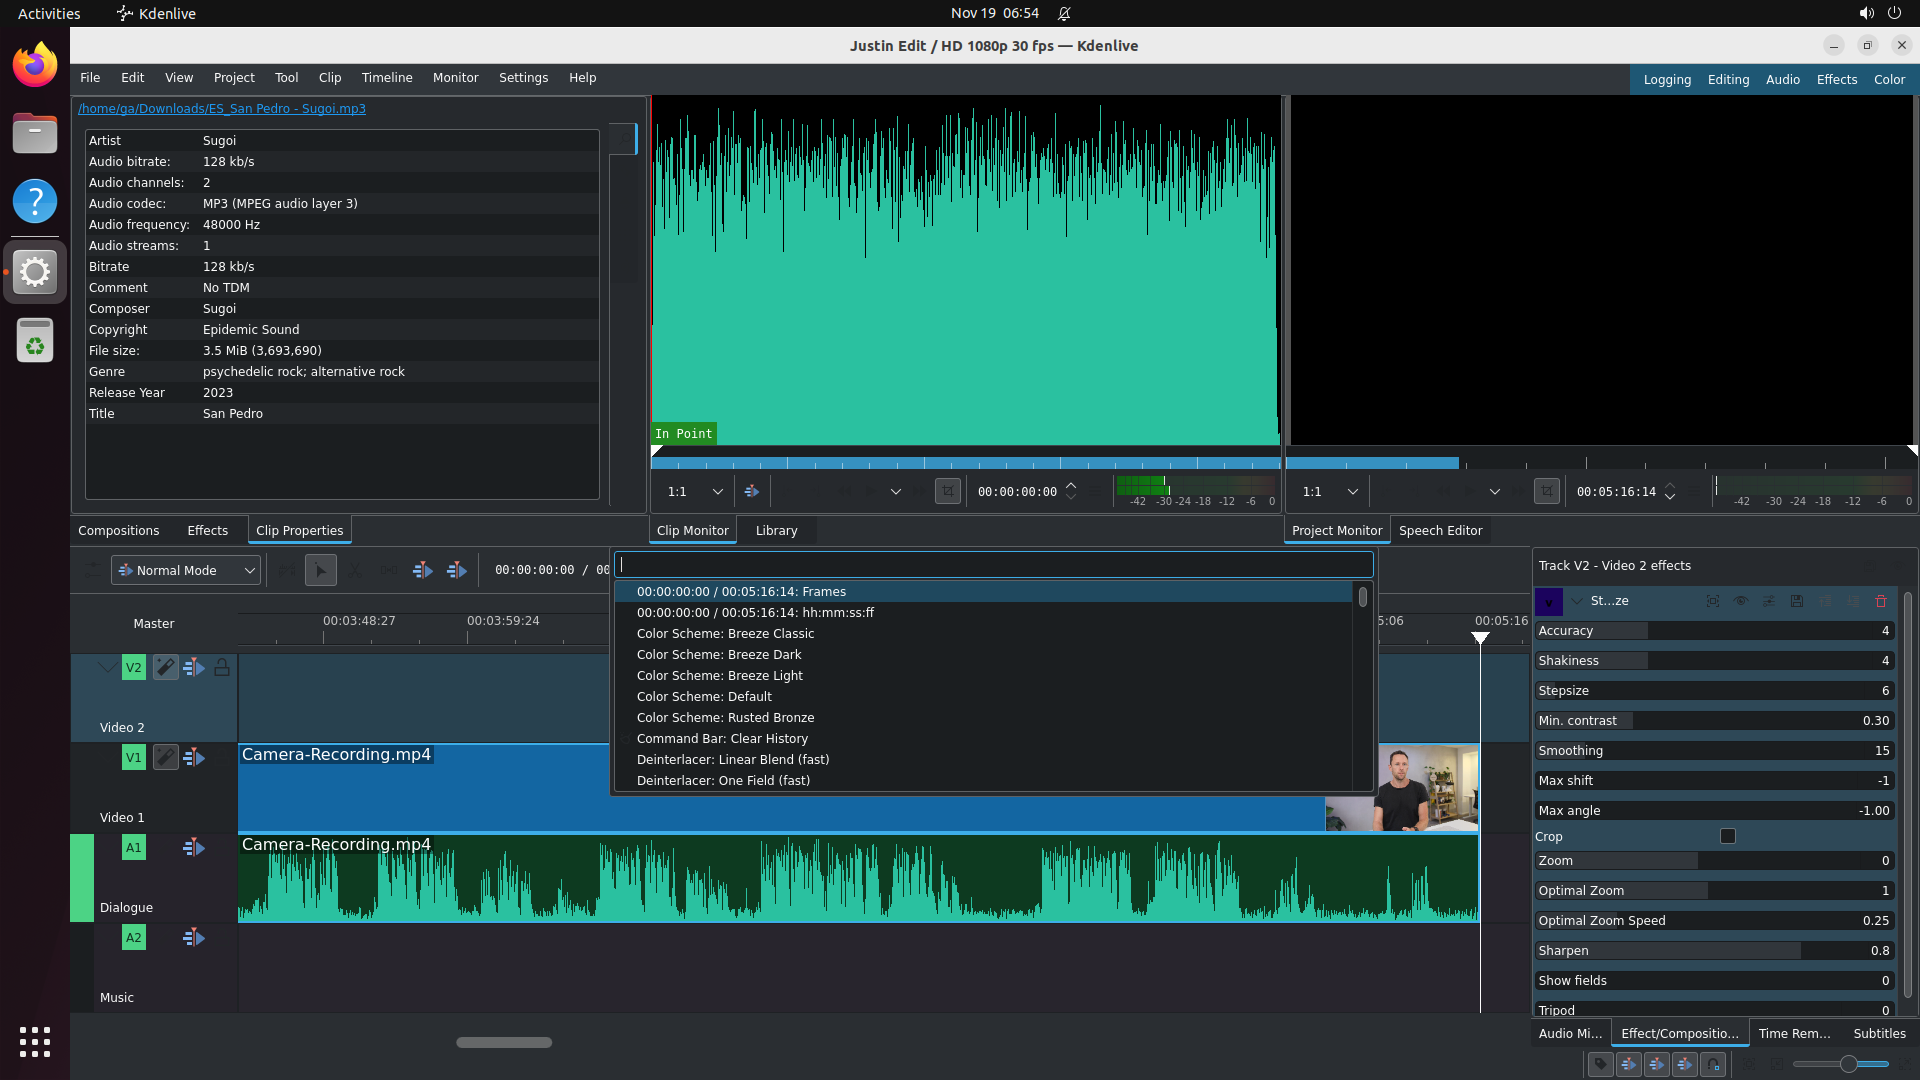 Activities
Kdenlive
Nov 19 06:54
Justin Edit / HD 1080p 30 fps — Kdenlive
File Edit View Project Tool Clip Timeline Monitor Settings Help
Logging Editing Audio Effects Color
/home/qa/Downloads/ES_San Pedro - Sugoi.mp3
Artist Sugoi
Audio bitrate: 128 kb/s
Audio channels: 2
Audio codec: MP3 (MPEG audio layer 3)
Audio frequency: 48000 Hz
Audio streams: 1
Bitrate 128 kb/s
Comment No TDM
Composer Sugoi
Copyright Epidemic Sound
File size: 3.5 MiB (3,693,690)
Genre psychedelic rock; alternative rock
Release Year 2023
Title San Pedro
In Point
1:1
00:00:00:00
-42 -30 -24 -18 -12 -6 0
1:1
00:05:16:14
-42 -30 -24 -18 -12 -6 0
Compositions Effects Clip Properties
Clip Monitor Library
Project Monitor Speech Editor
Normal Mode
00:00:00:00 / 00
00:00:00:00 / 00:05:16:14: Frames
00:00:00:00 / 00:05:16:14: hh:mm:ss:ff
Color Scheme: Breeze Classic
Color Scheme: Breeze Dark
Color Scheme: Breeze Light
Color Scheme: Default
Color Scheme: Rusted Bronze
Command Bar: Clear History
Deinterlacer: Linear Blend (fast)
Deinterlacer: One Field (fast)
Master
00:03:48:27
00:03:59:24
5:06
00:05:16
V2
Video 2
V1
Video 1
Camera-Recording.mp4
A1
Dialogue
Camera-Recording.mp4
A2
Music
Track V2 - Video 2 effects
v
St...ze
Accuracy 4
Shakiness 4
Stepsize 6
Min. contrast 0.30
Smoothing 15
Max shift -1
Max angle -1.00
Crop
Zoom 0
Optimal Zoom 1
Optimal Zoom Speed 0.25
Sharpen 0.8
Show fields 0
Tripod 0
Audio Mi... Effect/Compositio... Time Rem... Subtitles